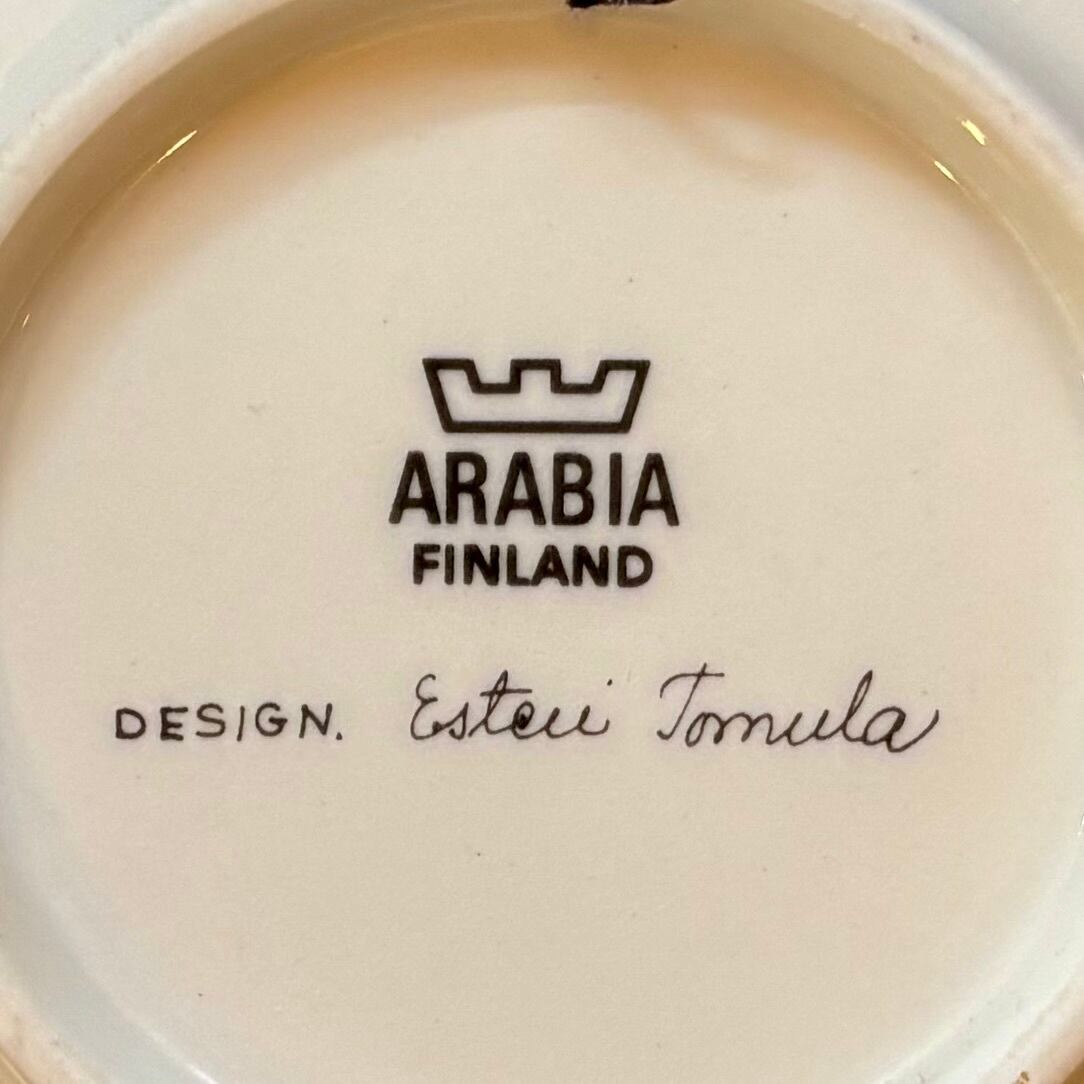 ARABIA
FINLAND
DESIGN. Esteri Tomula